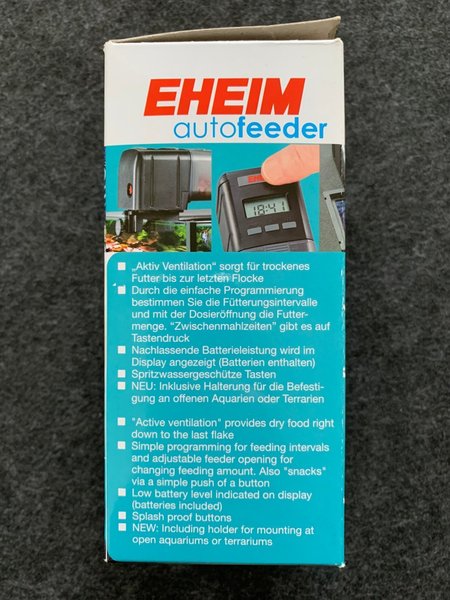 EHEIM
autofeeder
EHEIM
18:41
„Aktiv Ventilation“ sorgt für trockenes
Futter bis zur letzten Flocke
Durch die einfache Programmierung
bestimmen Sie die Fütterungsintervalle
und mit der Dosieröffnung die Futter-
menge. “Zwischenmahlzeiten” gibt es auf
Tastendruck
Nachlassende Batterieleistung wird im
Display angezeigt (Batterien enthalten)
Spritzwassergeschütze Tasten
NEU: Inklusive Halterung für die Befesti-
gung an offenen Aquarien oder Terrarien
"Active ventilation" provides dry food right
down to the last flake
Simple programming for feeding intervals
and adjustable feeder opening for
changing feeding amount. Also "snacks"
via a simple push of a button
Low battery level indicated on display
(batteries included)
Splash proof buttons
NEW: Including holder for mounting at
open aquariums or terrariums